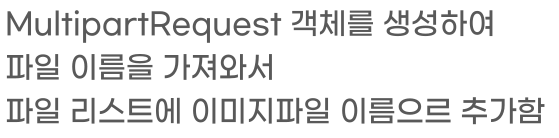 MultipartRequest 객체를 생성하여
파일 이름을 가져와서
파일 리스트에 이미지파일 이름으르 추가함